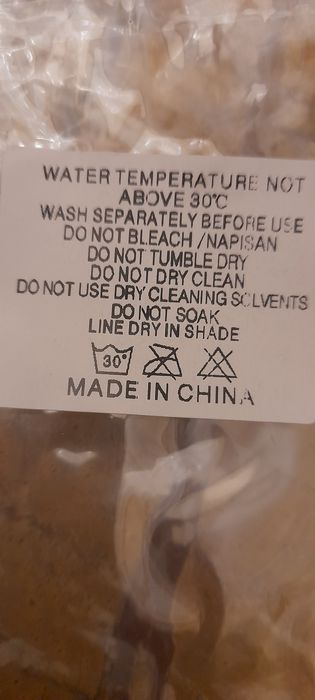 WATER TEMPERATURE NOT
ABOVE 30℃
WASH SEPARATELY BEFORE USE
DO NOT BLEACH / NAPISAN
DO NOT TUMBLE DRY
DO NOT DRY CLEAN
DO NOT USE DRY CLEANING SOLVENTS
DO NOT SOAK
LINE DRY IN SHADE
30°
MADE IN CHINA